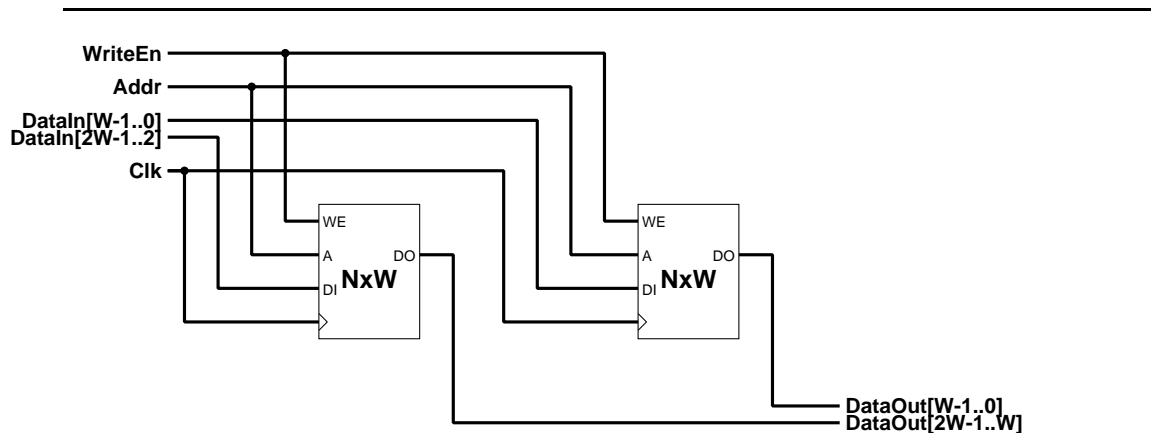 WriteEn
Addr
DataIn[W-1..0]
DataIn[2W-1..2]
Clk
WE
A
DI
DO
NxW
WE
A
DI
DO
NxW
DataOut[W-1..0]
DataOut[2W-1..W]